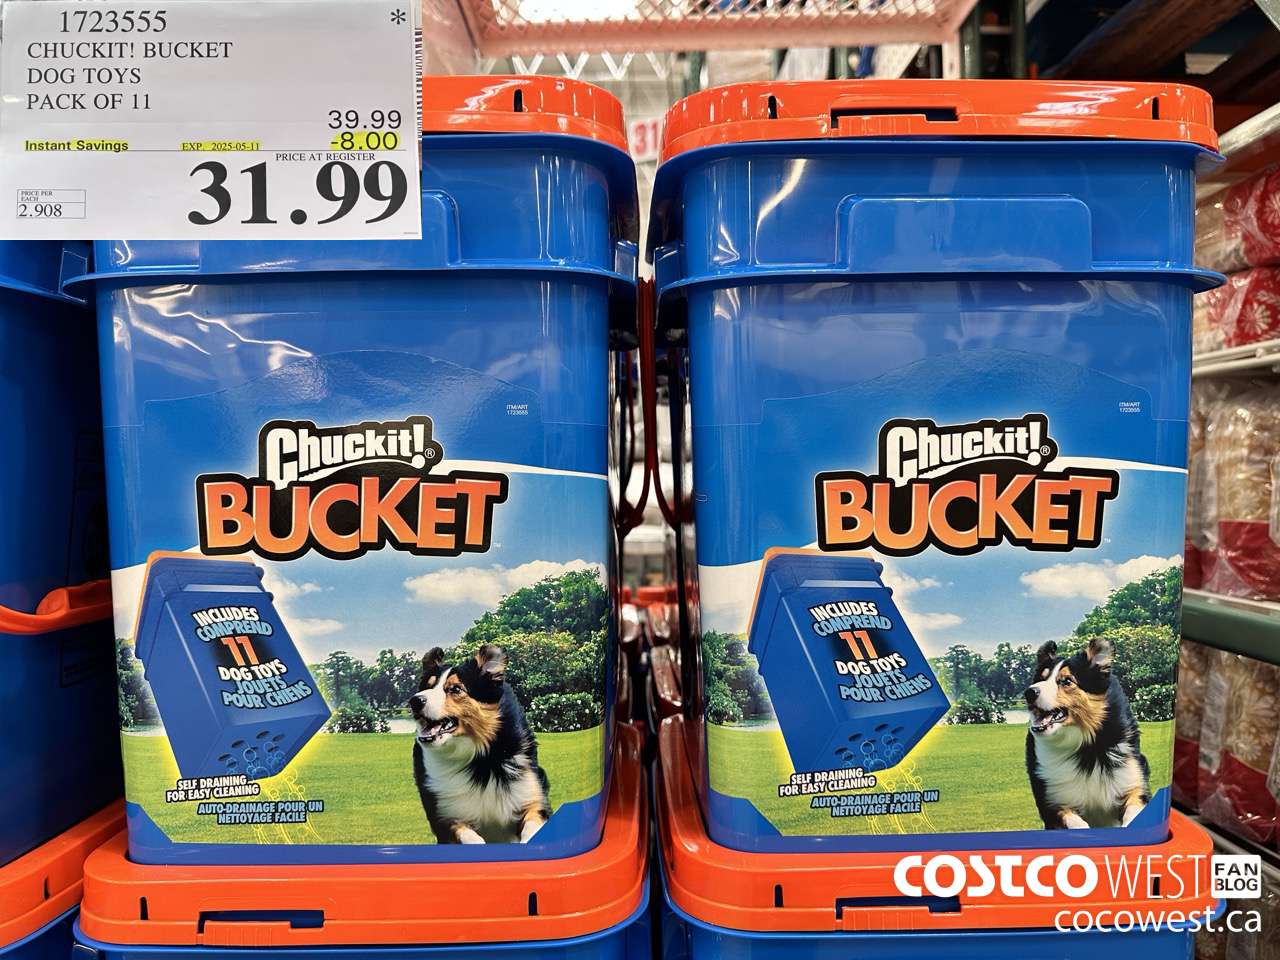 1723555 *
CHUCKIT! BUCKET
DOG TOYS
PACK OF 11
39.99
Instant Savings EXP. 2025-05-11 -8.00
PRICE AT REGISTER
31.99
PRICE PER
EACH
2.908
31
ITM/ART
1723555
Chuckit!®
BUCKET™
INCLUDES
COMPREND
11
DOG TOYS
JOUETS
POUR CHIENS
SELF DRAINING
FOR EASY CLEANING
AUTO-DRAINAGE POUR UN
NETTOYAGE FACILE
ITM/ART
1723555
Chuckit!®
BUCKET™
INCLUDES
COMPREND
11
DOG TOYS
JOUETS
POUR CHIENS
SELF DRAINING
FOR EASY CLEANING
AUTO-DRAINAGE POUR UN
NETTOYAGE FACILE
COSTCO WEST FAN BLOG
cocowest.ca